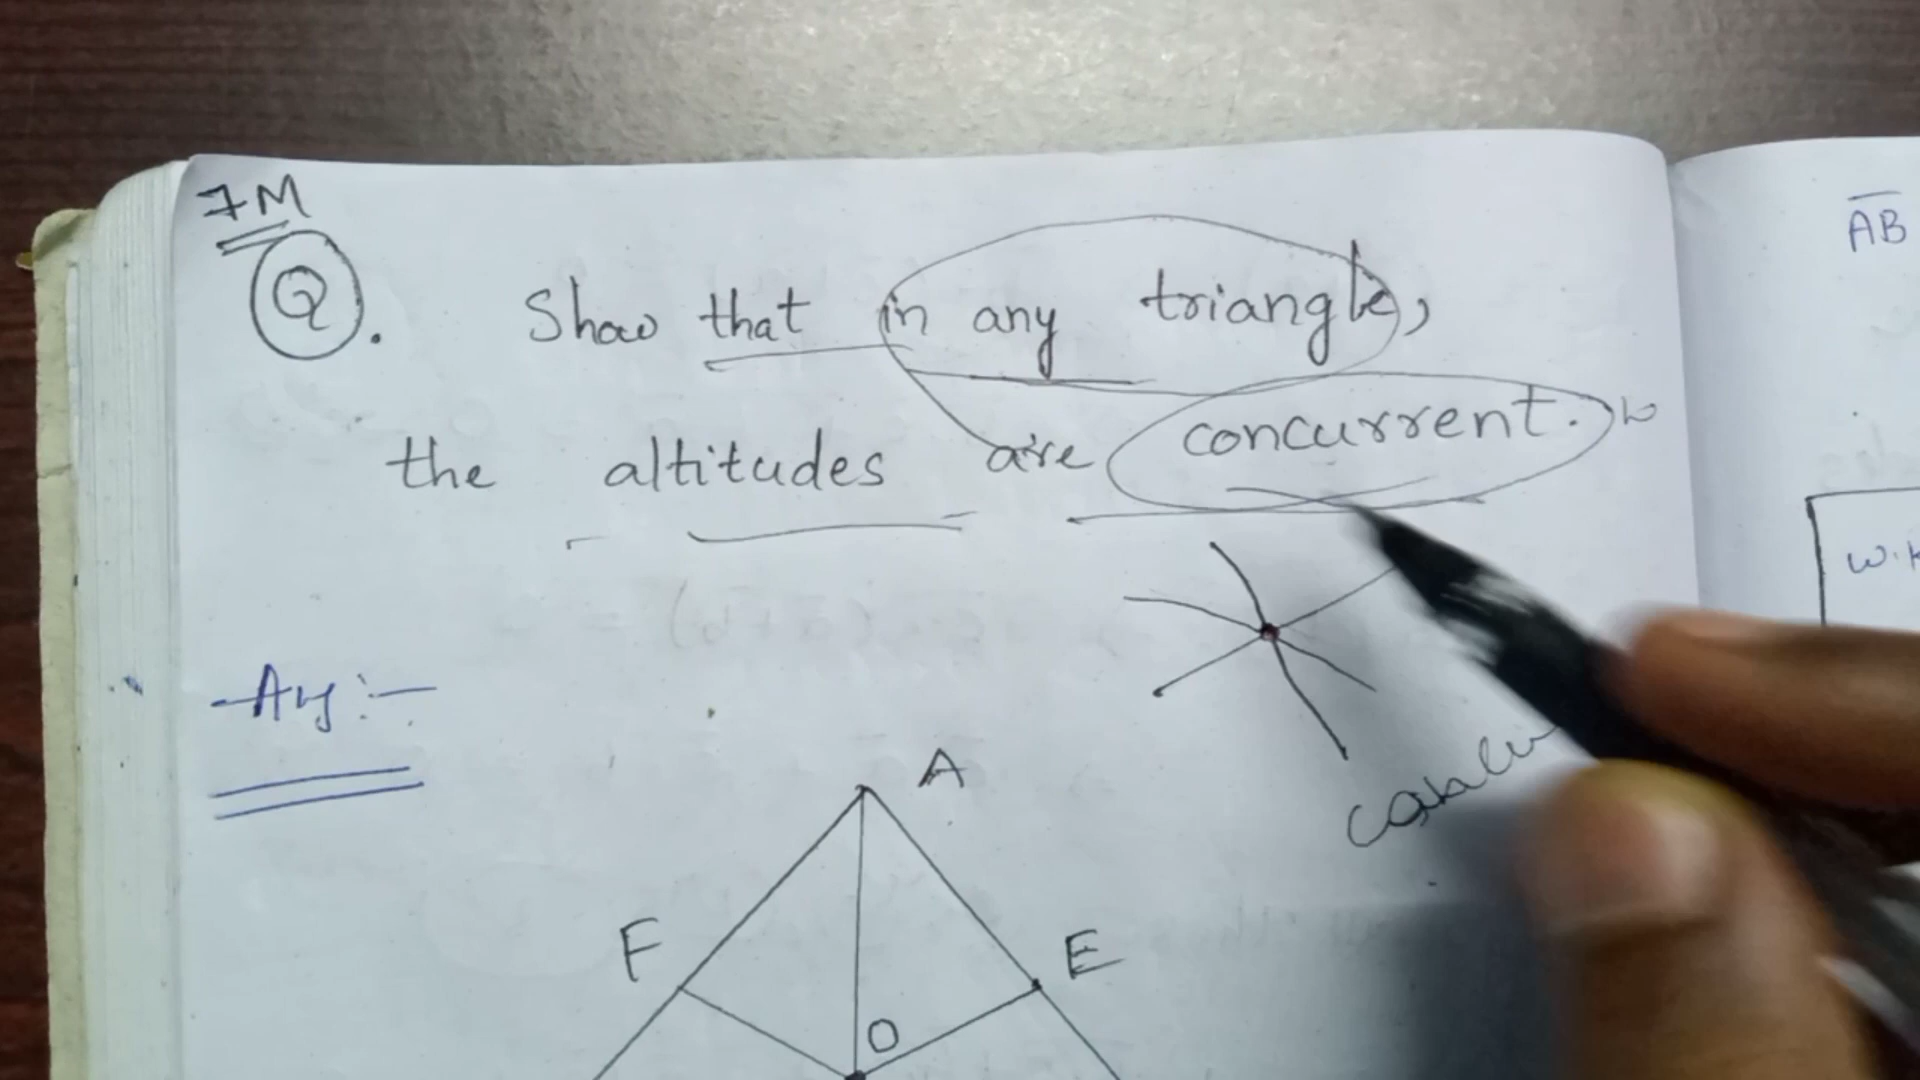 7M
Q. Show that in any triangle,
the altitudes are concurrent.
Ans:-
A
F
E
O
AB